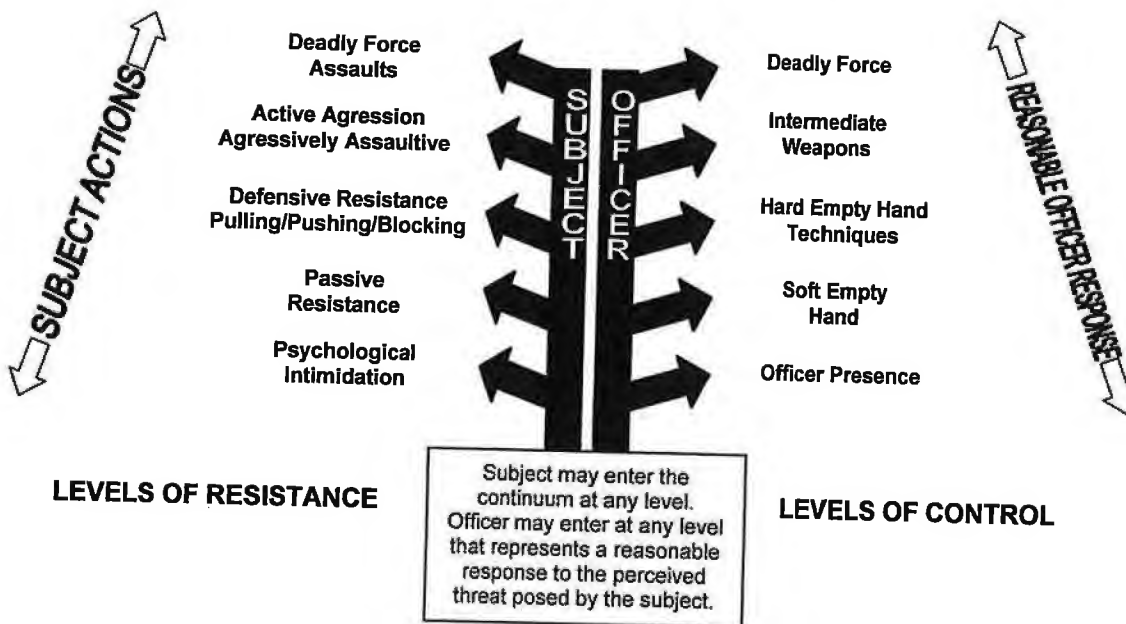 SUBJECT ACTIONS
Deadly Force
Assaults
Active Agression
Agressively Assaultive
Defensive Resistance
Pulling/Pushing/Blocking
Passive
Resistance
Psychological
Intimidation
LEVELS OF RESISTANCE
SUBJECT
OFFICER
Deadly Force
Intermediate
Weapons
Hard Empty Hand
Techniques
Soft Empty
Hand
Officer Presence
LEVELS OF CONTROL
REASONABLE OFFICER RESPONSE
Subject may enter the
continuum at any level.
Officer may enter at any level
that represents a reasonable
response to the perceived
threat posed by the subject.